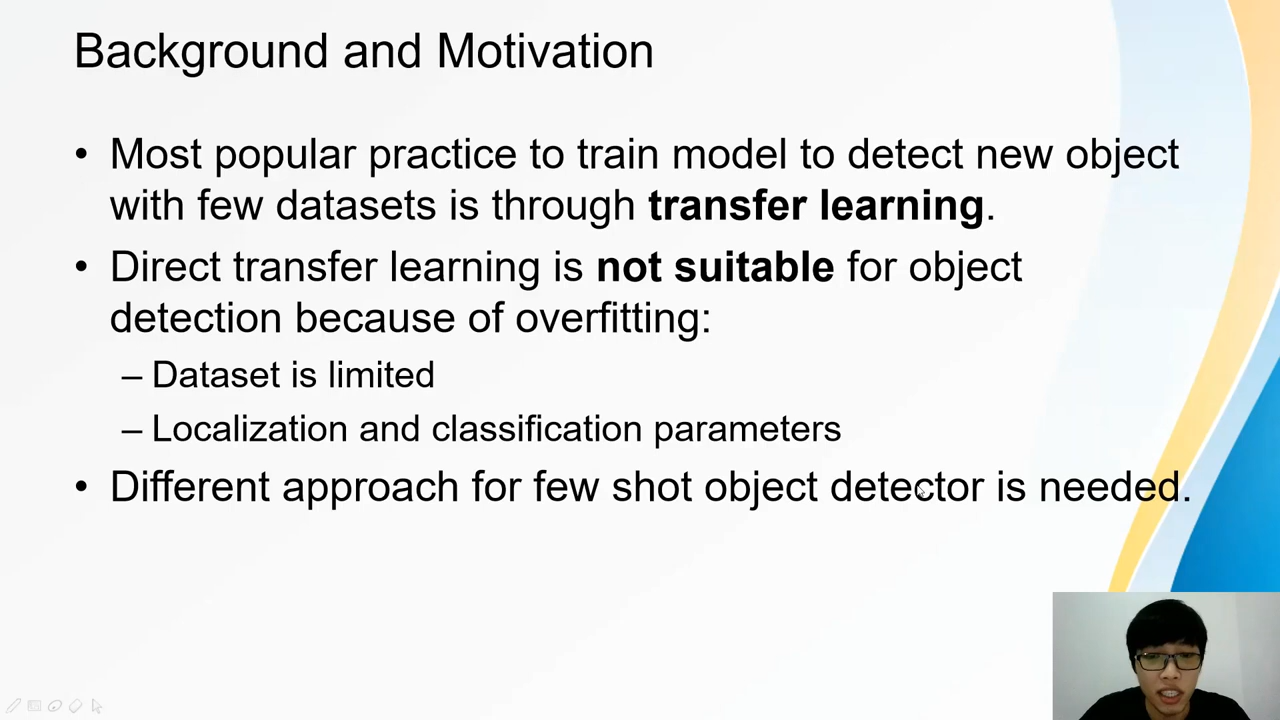 Background and Motivation
• Most popular practice to train model to detect new object
with few datasets is through transfer learning.
• Direct transfer learning is not suitable for object
detection because of overfitting:
– Dataset is limited
– Localization and classification parameters
• Different approach for few shot object detector is needed.